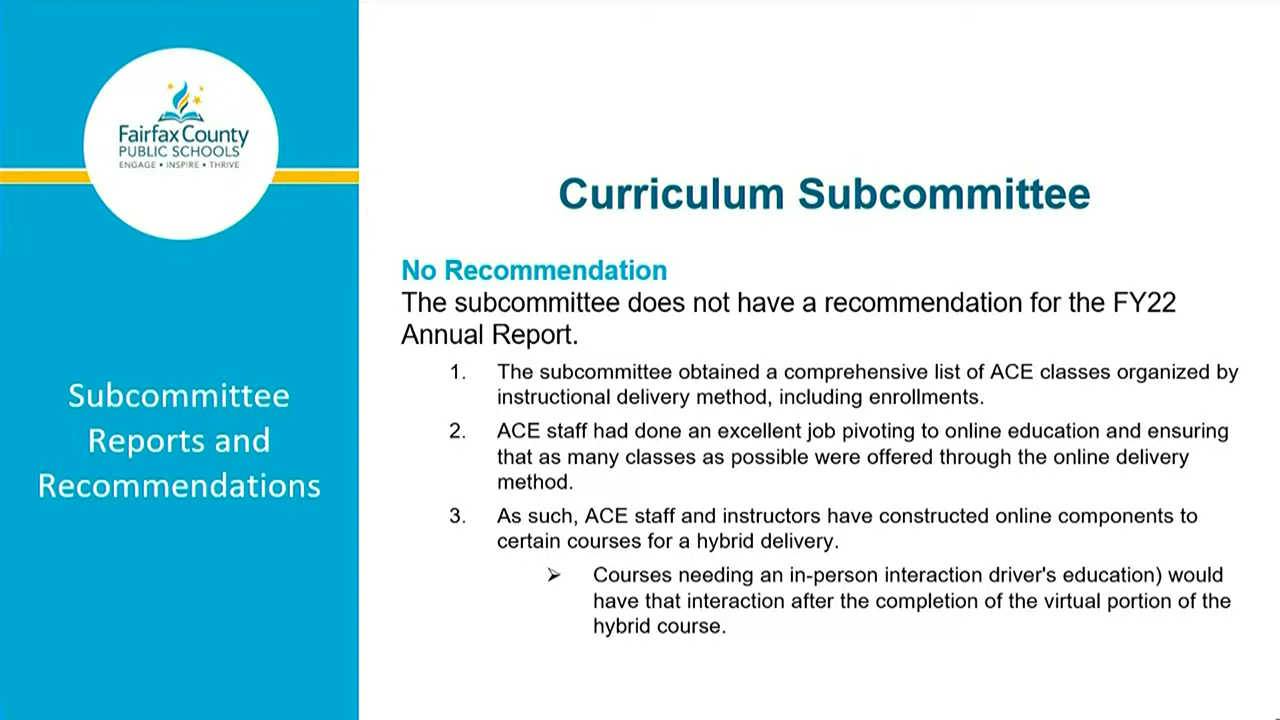 Fairfax County
PUBLIC SCHOOLS
ENGAGE • INSPIRE • THRIVE
Subcommittee
Reports and
Recommendations
Curriculum Subcommittee
No Recommendation
The subcommittee does not have a recommendation for the FY22
Annual Report.
1. The subcommittee obtained a comprehensive list of ACE classes organized by
instructional delivery method, including enrollments.
2. ACE staff had done an excellent job pivoting to online education and ensuring
that as many classes as possible were offered through the online delivery
method.
3. As such, ACE staff and instructors have constructed online components to
certain courses for a hybrid delivery.
➢ Courses needing an in-person interaction driver's education) would
have that interaction after the completion of the virtual portion of the
hybrid course.